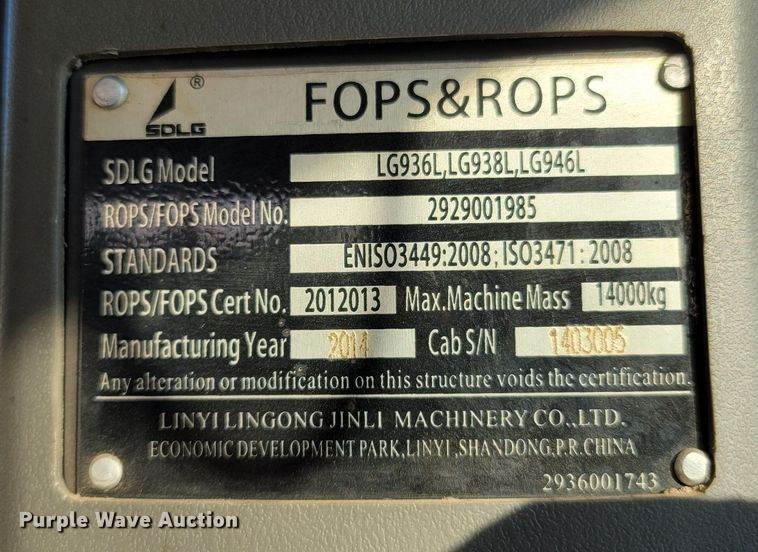 ® FOPS&ROPS
SDLG
SDLG Model LG936L,LG938L,LG946L
ROPS/FOPS Model No. 2929001985
STANDARDS ENISO3449:2008; ISO3471:2008
ROPS/FOPS Cert No. 2012013 Max.Machine Mass 14000kg
Manufacturing Year 2014 Cab S/N 1403005
Any alteration or modification on this structure voids the certification.
LINYI LINGONG JINLI MACHINERY CO.,LTD.
ECONOMIC DEVELOPMENT PARK,LINYI,SHANDONG.P.R.CHINA
2936001743
Purple Wave Auction